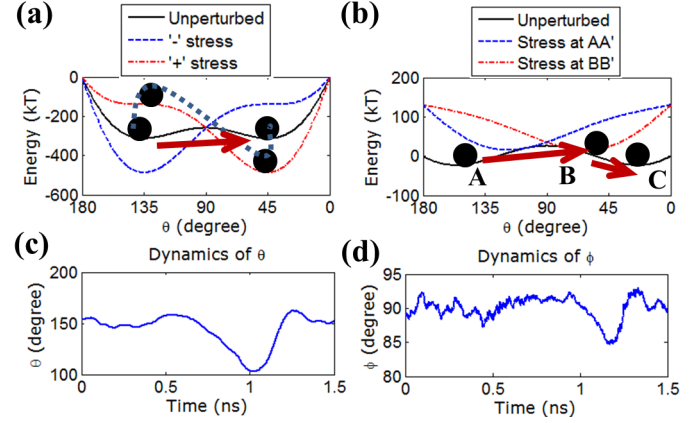 (a)
Unperturbed
'-' stress
'+' stress
Energy (kT)
0
-200
-400
-600
180
135
90
45
0
θ (degree)
(b)
Unperturbed
Stress at AA'
Stress at BB'
Energy (kT)
200
100
0
-100
A
B
C
180
135
90
45
0
θ (degree)
(c)
Dynamics of θ
θ (degree)
200
150
100
0
0.5
1
1.5
Time (ns)
(d)
Dynamics of ϕ
ϕ (degree)
95
90
85
80
0
0.5
1
1.5
Time (ns)